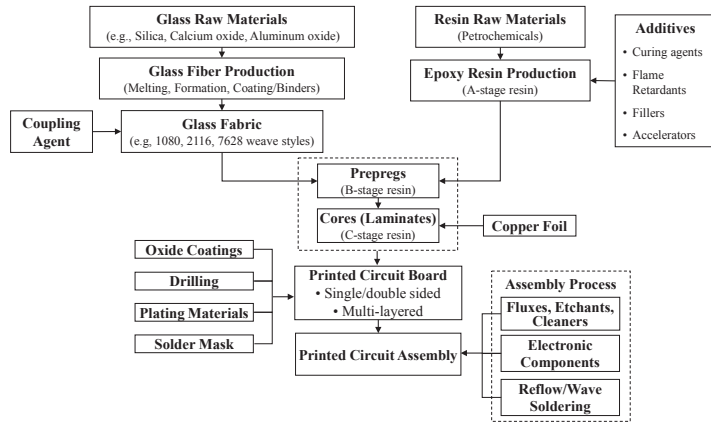 Glass Raw Materials
(e.g., Silica, Calcium oxide, Aluminum oxide)
Resin Raw Materials
(Petrochemicals)
Additives
• Curing agents
• Flame
Retardants
• Fillers
• Accelerators
Glass Fiber Production
(Melting, Formation, Coating/Binders)
Epoxy Resin Production
(A-stage resin)
Coupling
Agent
Glass Fabric
(e.g, 1080, 2116, 7628 weave styles)
Prepregs
(B-stage resin)
Cores (Laminates)
(C-stage resin)
Copper Foil
Oxide Coatings
Drilling
Plating Materials
Solder Mask
Printed Circuit Board
• Single/double sided
• Multi-layered
Printed Circuit Assembly
Assembly Process
Fluxes, Etchants,
Cleaners
Electronic
Components
Reflow/Wave
Soldering